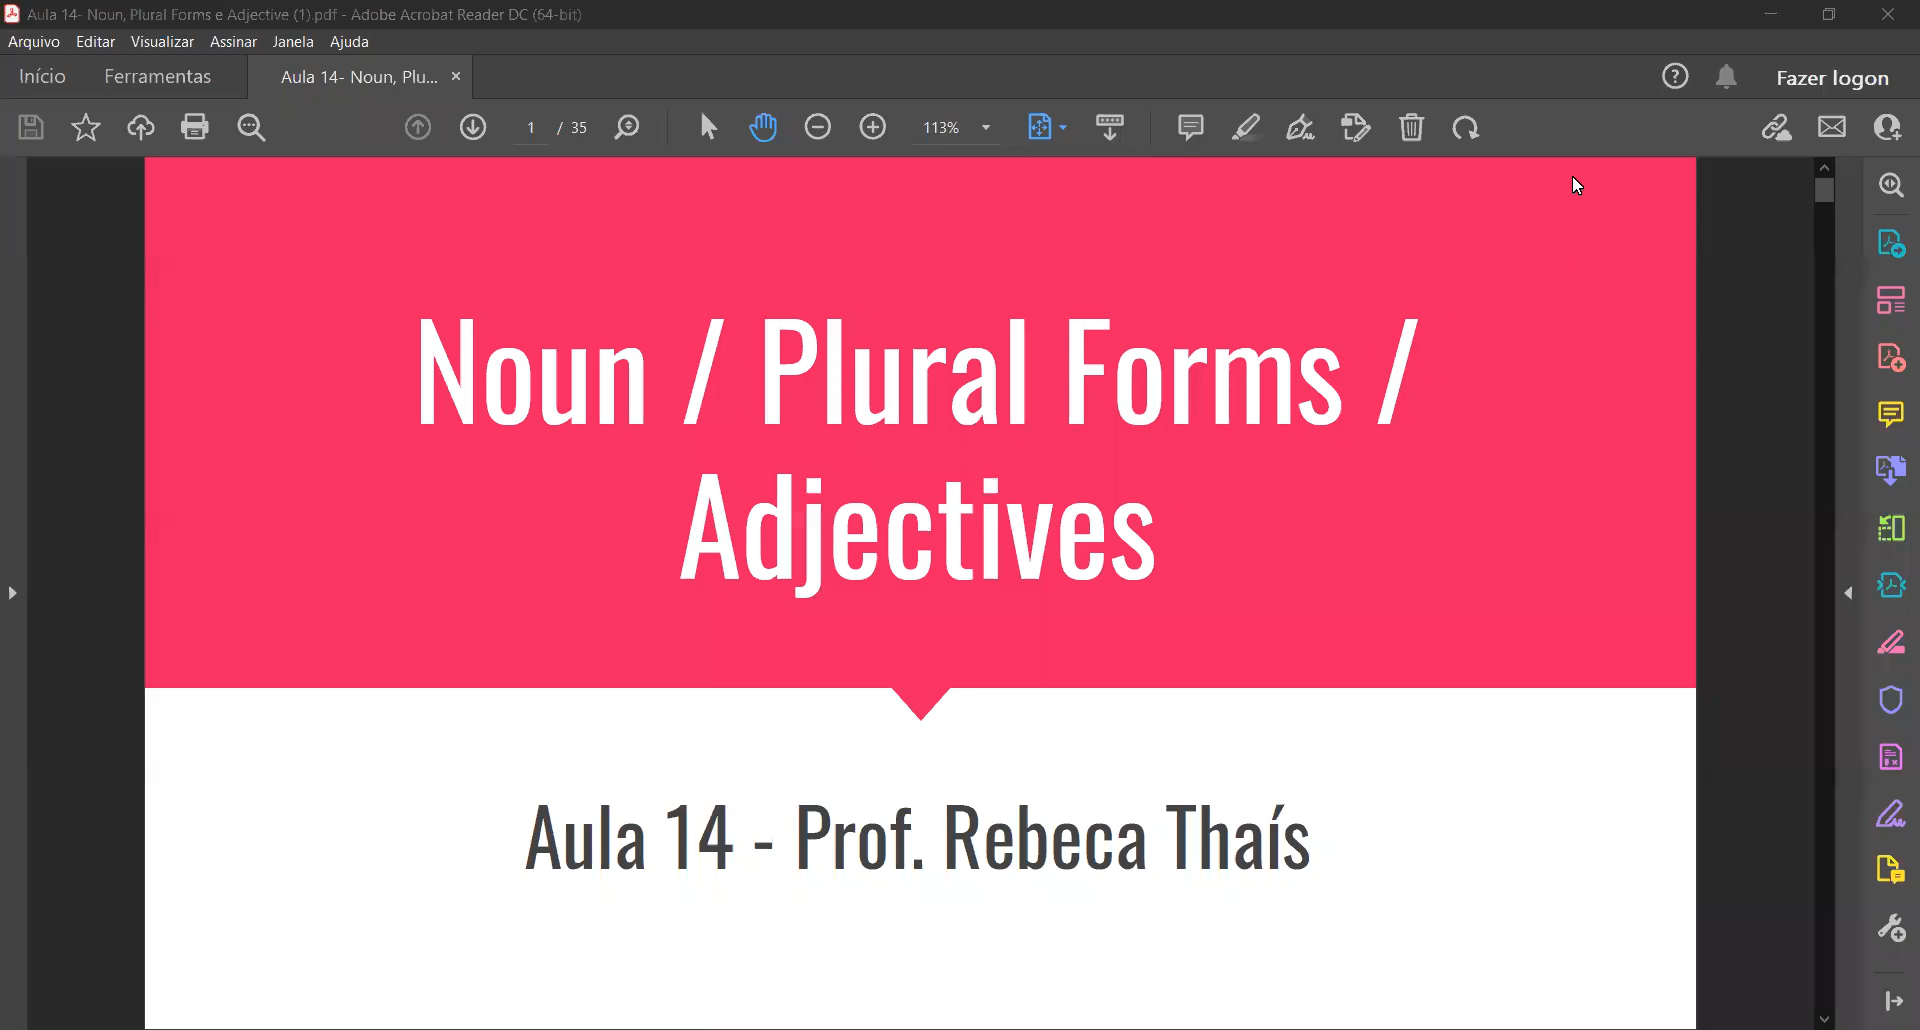 Aula 14- Noun, Plural Forms e Adjective (1).pdf - Adobe Acrobat Reader DC (64-bit)
Arquivo Editar Visualizar Assinar Janela Ajuda
Início Ferramentas Aula 14- Noun, Plu... Fazer logon
1 / 35 113%
Noun / Plural Forms /
Adjectives
Aula 14 - Prof. Rebeca Thaís